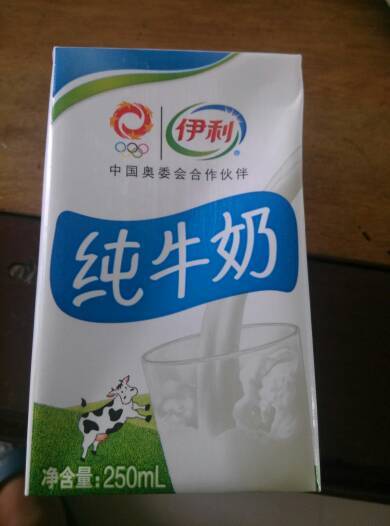 伊利
中国奥委会合作伙伴
纯牛奶
净含量:250mL